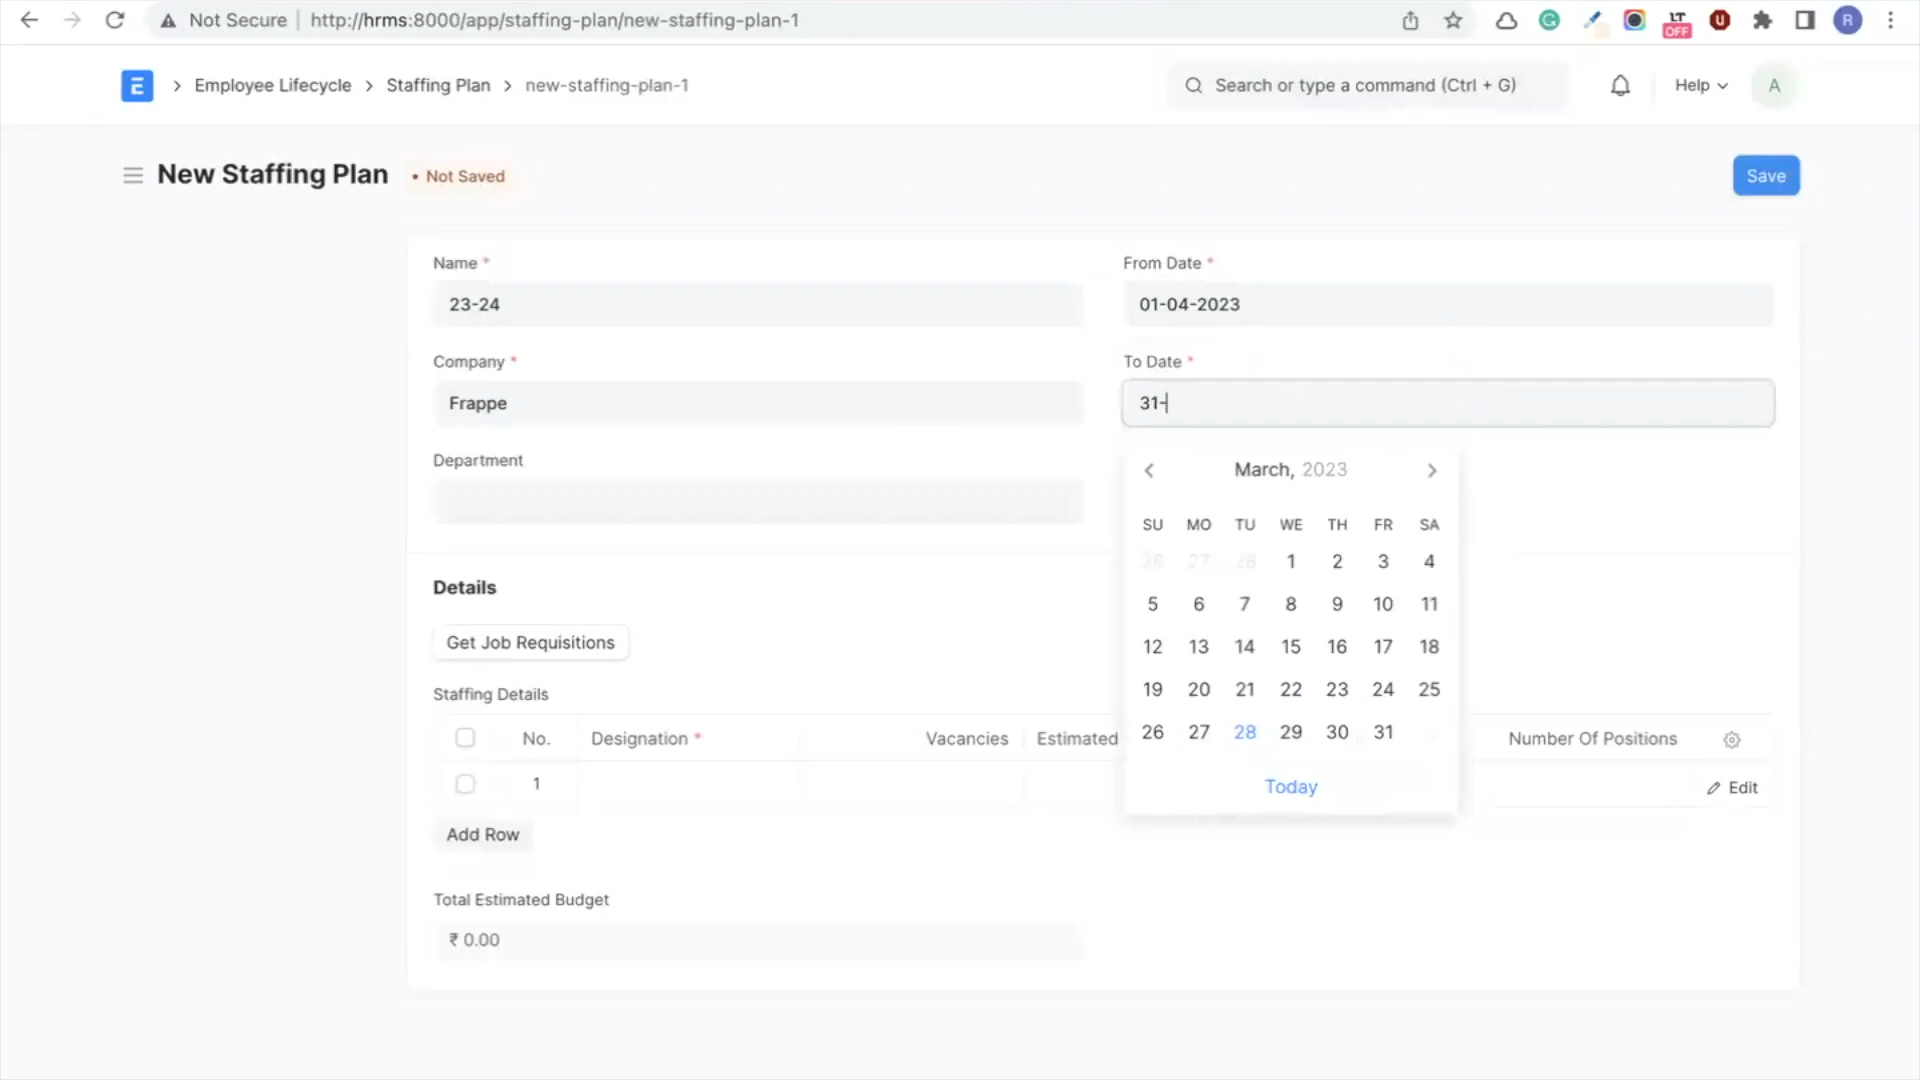 Not Secure | http://hrms:8000/app/staffing-plan/new-staffing-plan-1
LT
OFF
U
R
E > Employee Lifecycle > Staffing Plan > new-staffing-plan-1
Search or type a command (Ctrl + G)
Help
A
New Staffing Plan
• Not Saved
Save
Name *
23-24
From Date *
01-04-2023
Company *
Frappe
To Date *
31-
Department
March, 2023
SU MO TU WE TH FR SA
26 27 28 1 2 3 4
5 6 7 8 9 10 11
12 13 14 15 16 17 18
19 20 21 22 23 24 25
26 27 28 29 30 31
Today
Details
Get Job Requisitions
Staffing Details
No. Designation * Vacancies Estimated Number Of Positions
1 Edit
Add Row
Total Estimated Budget
₹ 0.00